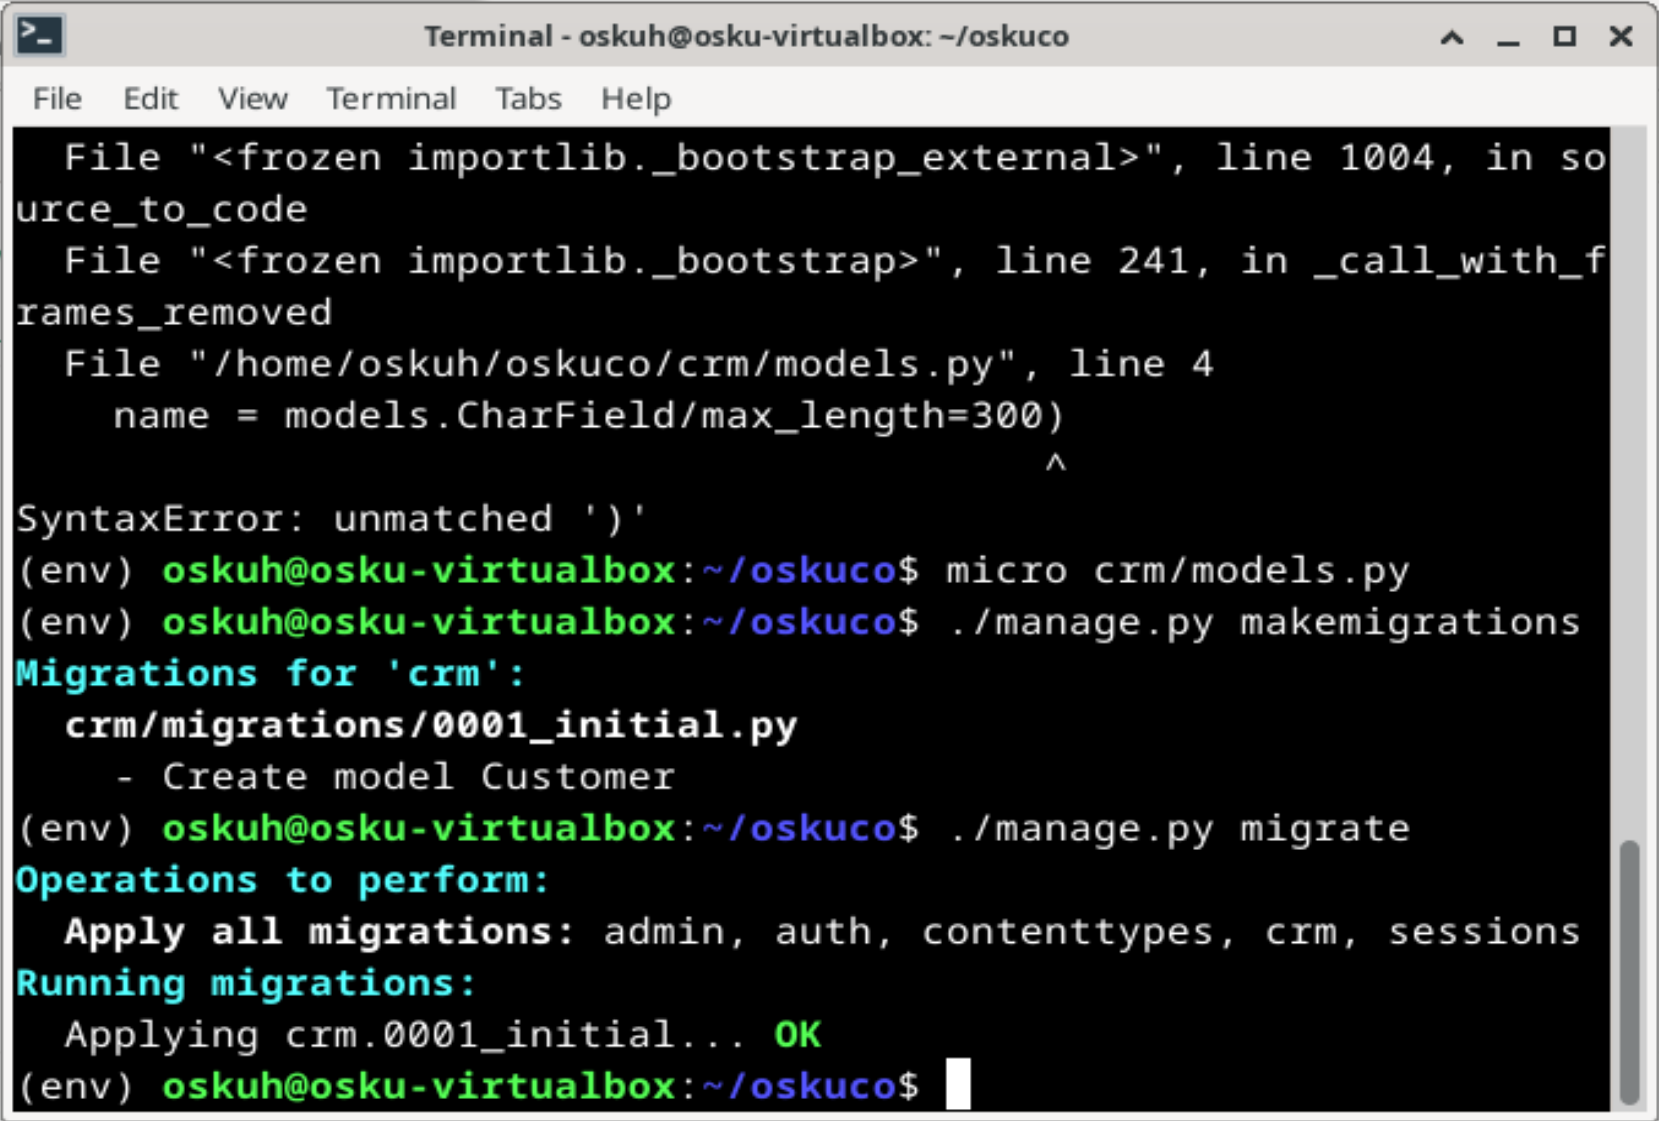 Terminal - oskuh@osku-virtualbox: ~/oskuco
File Edit View Terminal Tabs Help
  File "<frozen importlib._bootstrap_external>", line 1004, in so
urce_to_code
  File "<frozen importlib._bootstrap>", line 241, in _call_with_f
rames_removed
  File "/home/oskuh/oskuco/crm/models.py", line 4
    name = models.CharField/max_length=300)
                                          ^
SyntaxError: unmatched ')'
(env) oskuh@osku-virtualbox:~/oskuco$ micro crm/models.py
(env) oskuh@osku-virtualbox:~/oskuco$ ./manage.py makemigrations
Migrations for 'crm':
  crm/migrations/0001_initial.py
    - Create model Customer
(env) oskuh@osku-virtualbox:~/oskuco$ ./manage.py migrate
Operations to perform:
  Apply all migrations: admin, auth, contenttypes, crm, sessions
Running migrations:
  Applying crm.0001_initial... OK
(env) oskuh@osku-virtualbox:~/oskuco$